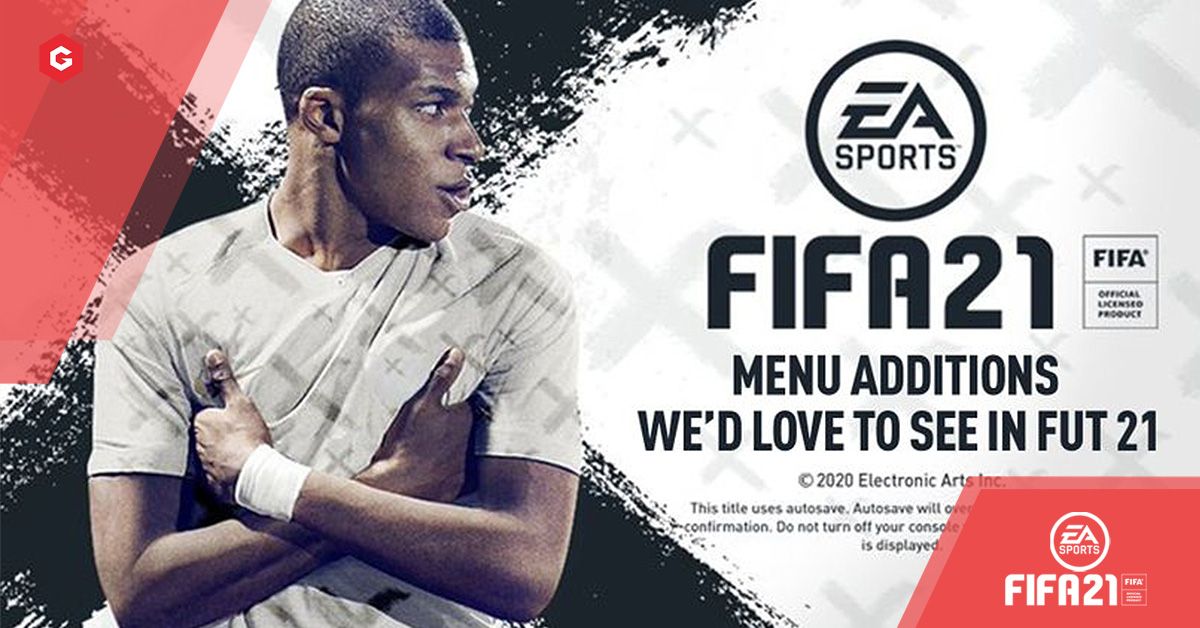 G
EA
SPORTS™
FIFA21
FIFA®
OFFICIAL
LICENSED
PRODUCT
MENU ADDITIONS
WE'D LOVE TO SEE IN FUT 21
© 2020 Electronic Arts Inc.
This title uses autosave. Autosave will
confirmation. Do not turn off your console
is displayed.
EA
SPORTS
FIFA21
FIFA